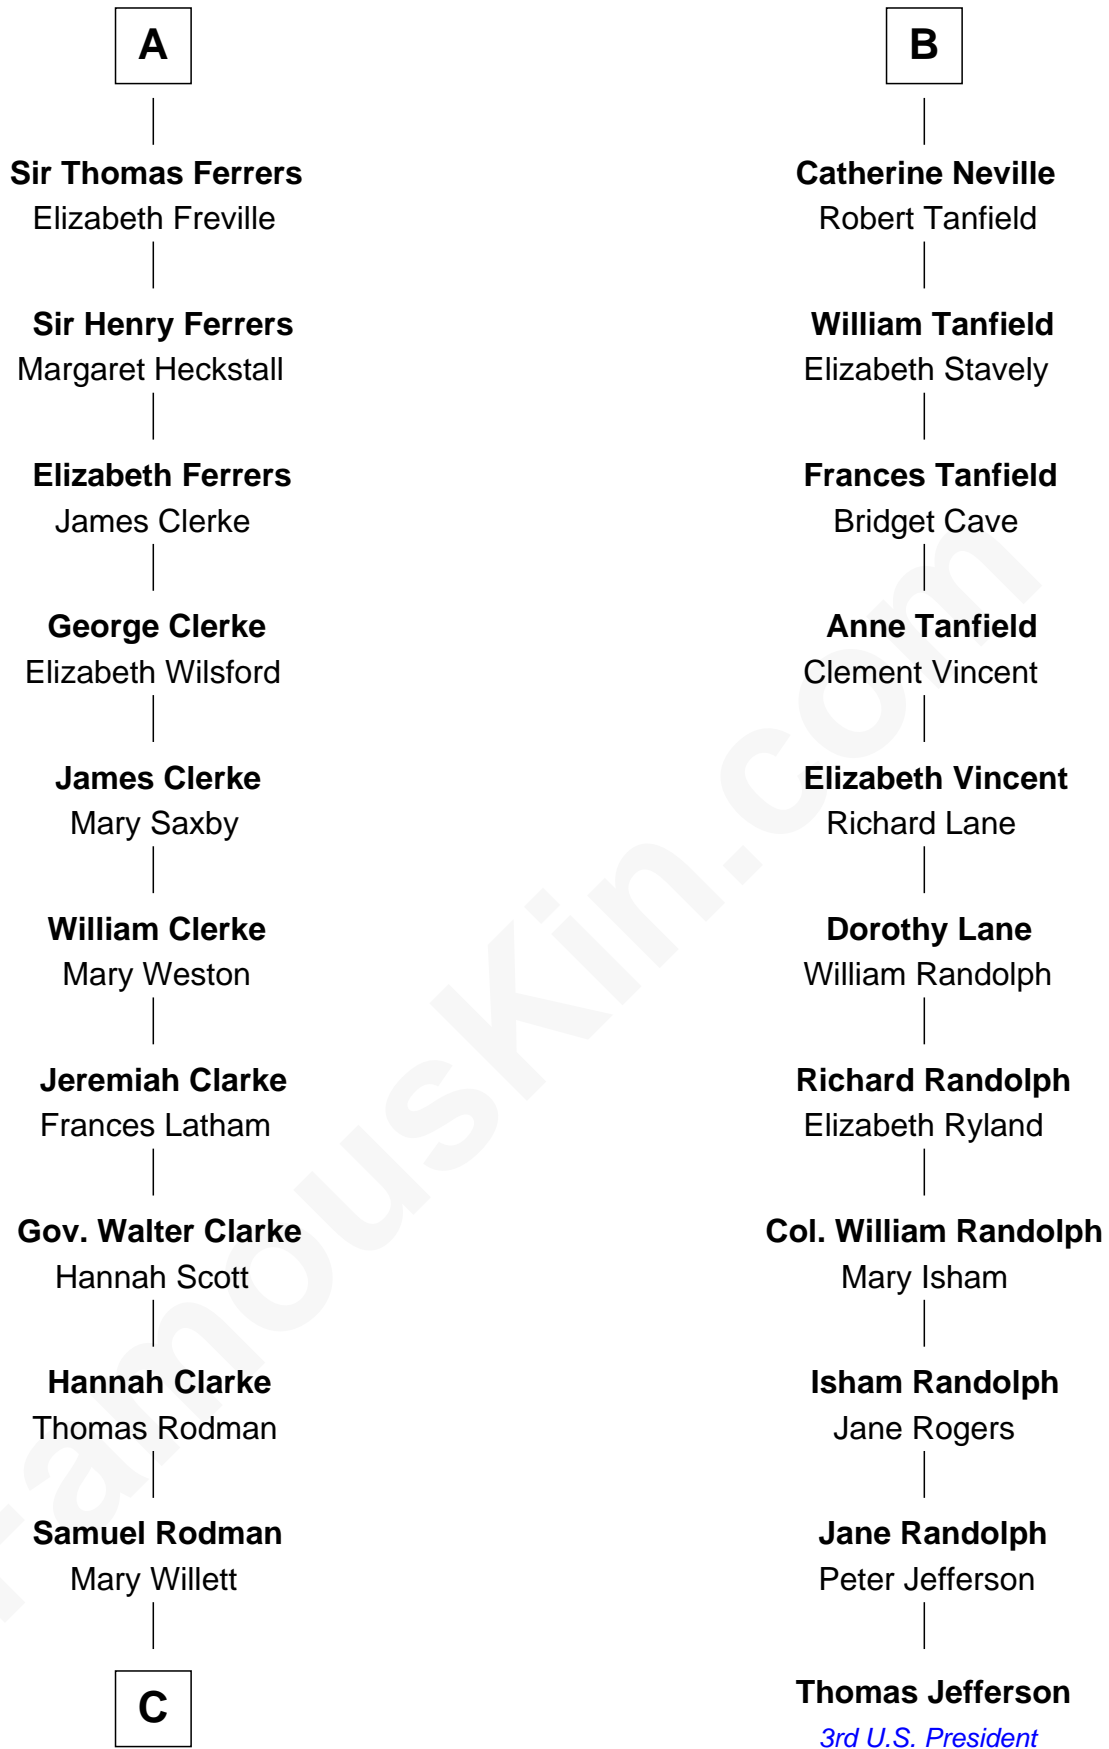 A
Sir Thomas Ferrers
Elizabeth Freville
Sir Henry Ferrers
Margaret Heckstall
Elizabeth Ferrers
James Clerke
George Clerke
Elizabeth Wilsford
James Clerke
Mary Saxby
William Clerke
Mary Weston
Jeremiah Clarke
Frances Latham
Gov. Walter Clarke
Hannah Scott
Hannah Clarke
Thomas Rodman
Samuel Rodman
Mary Willett
C
B
Catherine Neville
Robert Tanfield
William Tanfield
Elizabeth Stavely
Frances Tanfield
Bridget Cave
Anne Tanfield
Clement Vincent
Elizabeth Vincent
Richard Lane
Dorothy Lane
William Randolph
Richard Randolph
Elizabeth Ryland
Col. William Randolph
Mary Isham
Isham Randolph
Jane Rogers
Jane Randolph
Peter Jefferson
Thomas Jefferson
3rd U.S. President
FamousKin.com